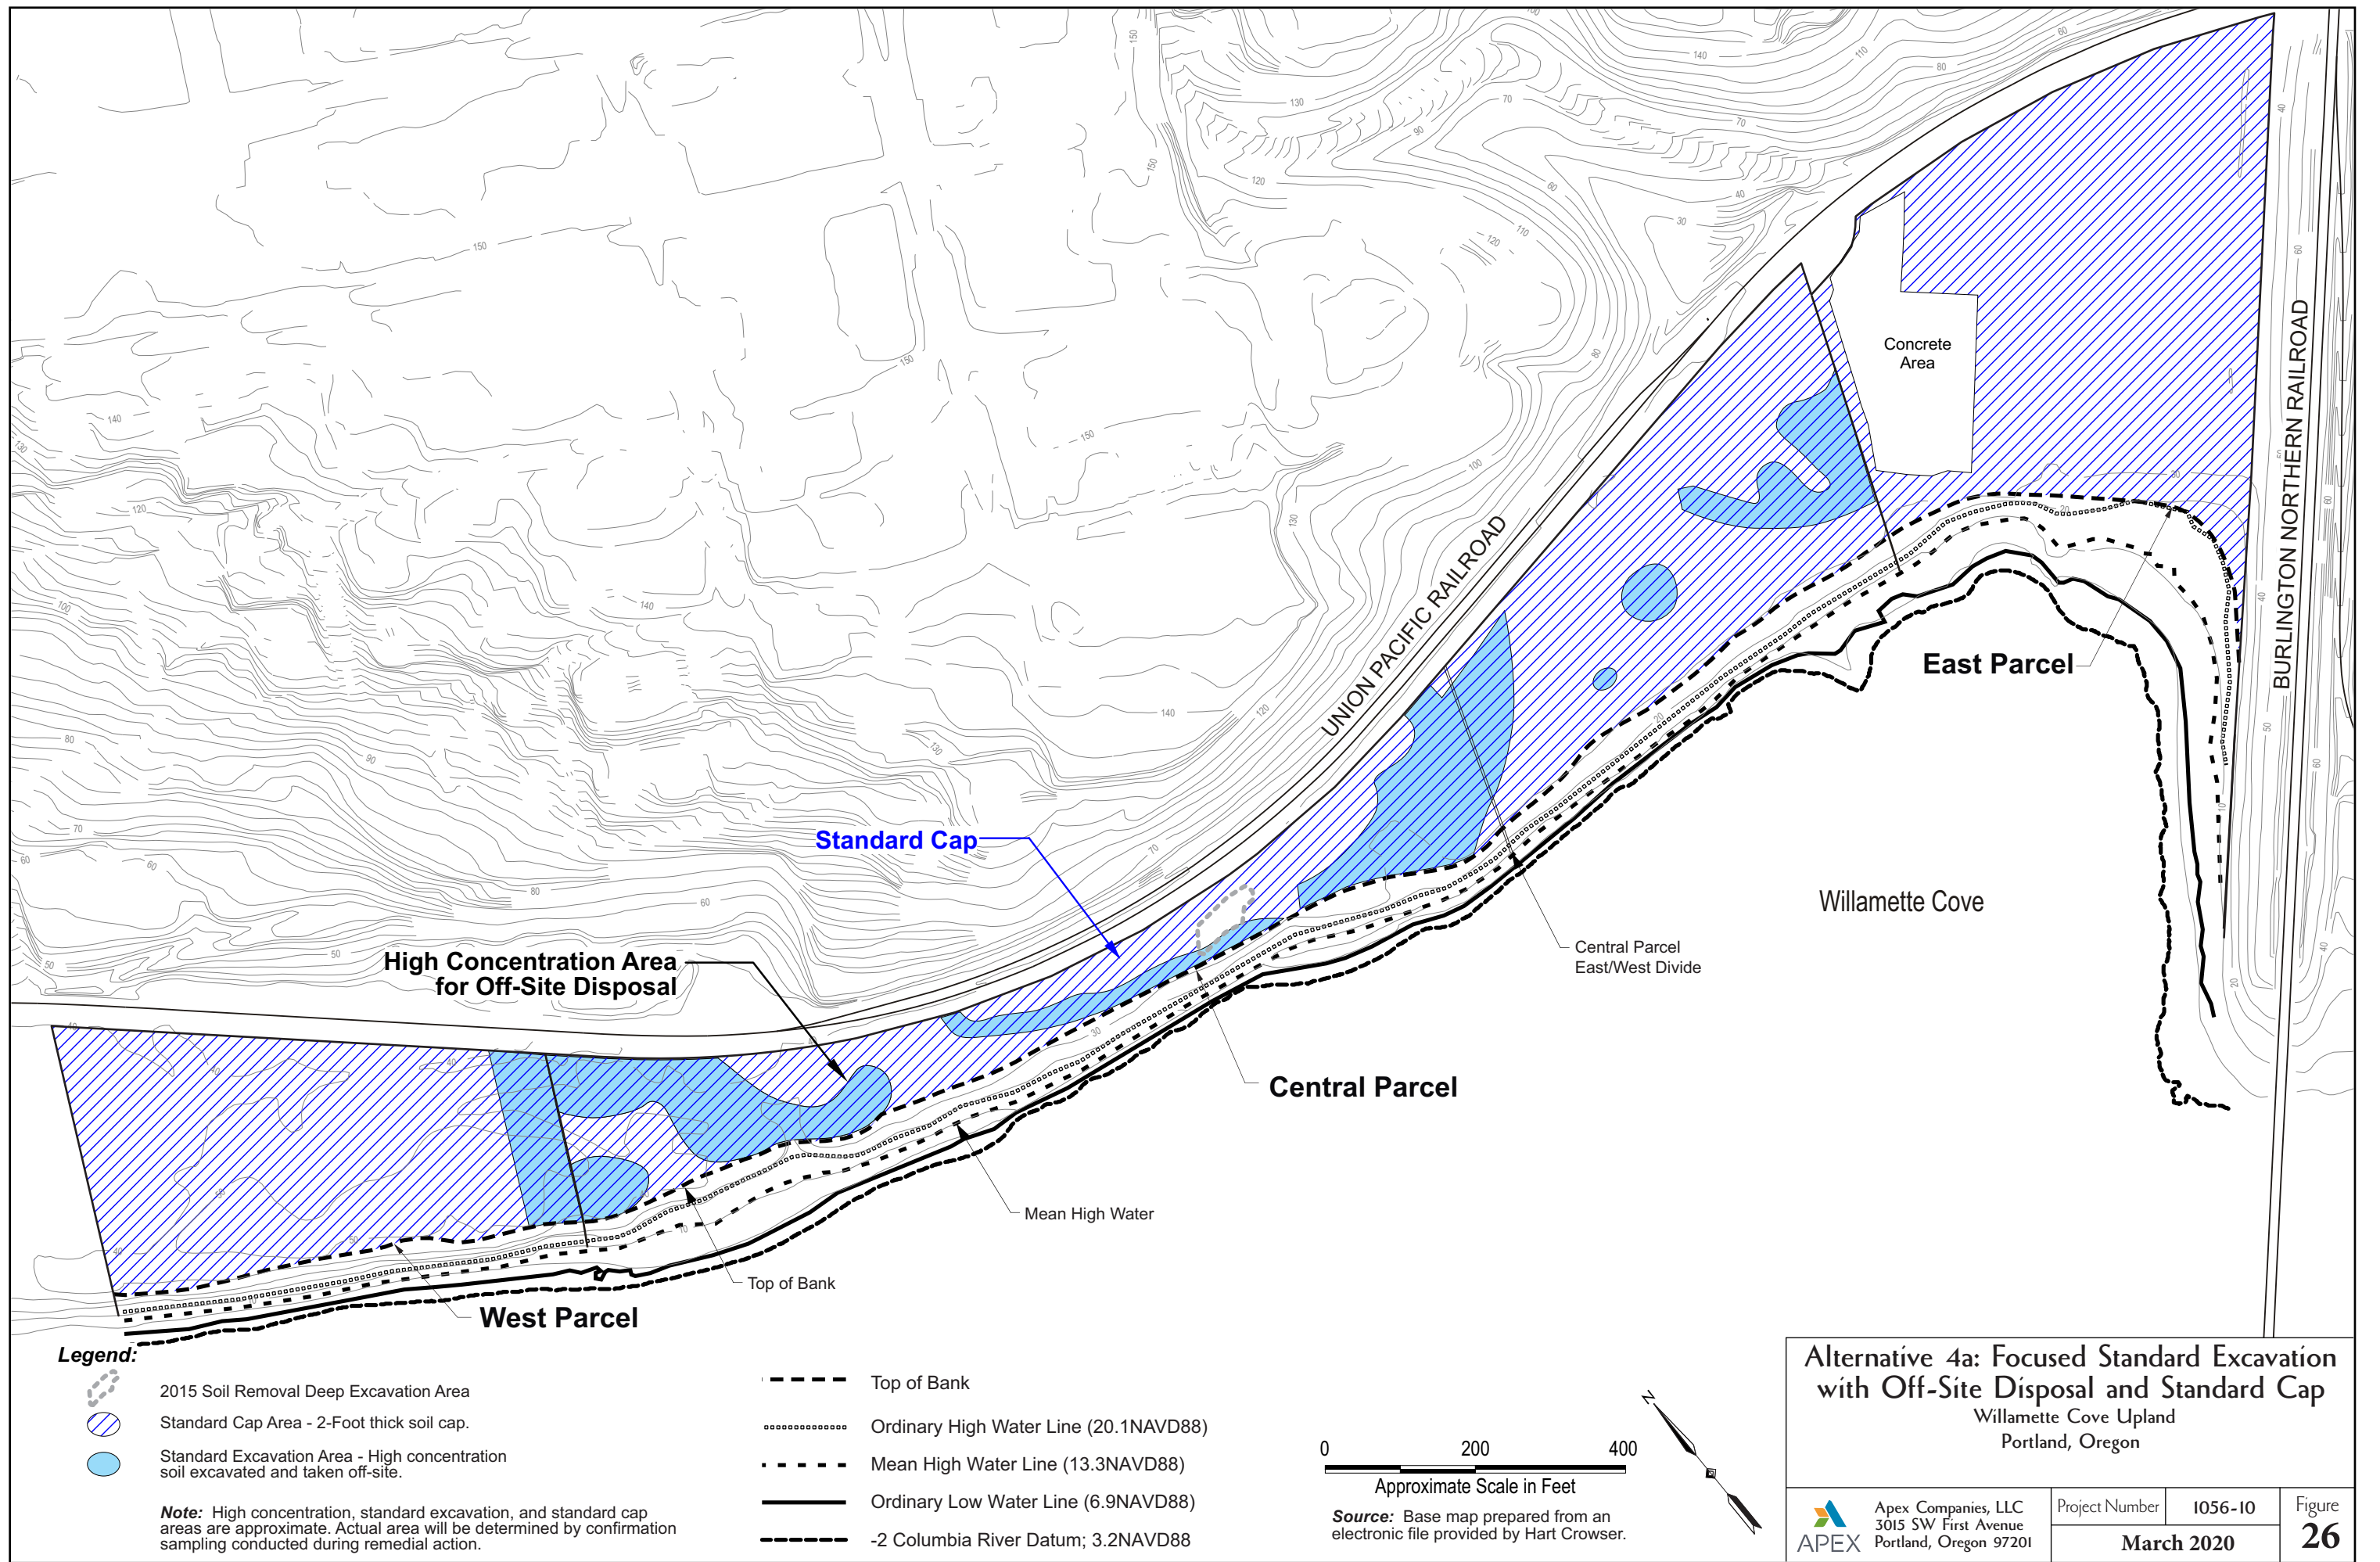 UNION PACIFIC RAILROAD
BURLINGTON NORTHERN RAILROAD
Concrete
Area
East Parcel
Willamette Cove
Standard Cap
High Concentration Area
for Off-Site Disposal
Central Parcel
East/West Divide
Central Parcel
Mean High Water
Top of Bank
West Parcel
Legend:
2015 Soil Removal Deep Excavation Area
Standard Cap Area - 2-Foot thick soil cap.
Standard Excavation Area - High concentration
soil excavated and taken off-site.
Note: High concentration, standard excavation, and standard cap
areas are approximate. Actual area will be determined by confirmation
sampling conducted during remedial action.
Top of Bank
Ordinary High Water Line (20.1NAVD88)
Mean High Water Line (13.3NAVD88)
Ordinary Low Water Line (6.9NAVD88)
-2 Columbia River Datum; 3.2NAVD88
0 200 400
Approximate Scale in Feet
Source: Base map prepared from an
electronic file provided by Hart Crowser.
N
Alternative 4a: Focused Standard Excavation
with Off-Site Disposal and Standard Cap
Willamette Cove Upland
Portland, Oregon
APEX
Apex Companies, LLC
3015 SW First Avenue
Portland, Oregon 97201
Project Number 1056-10
March 2020
Figure
26